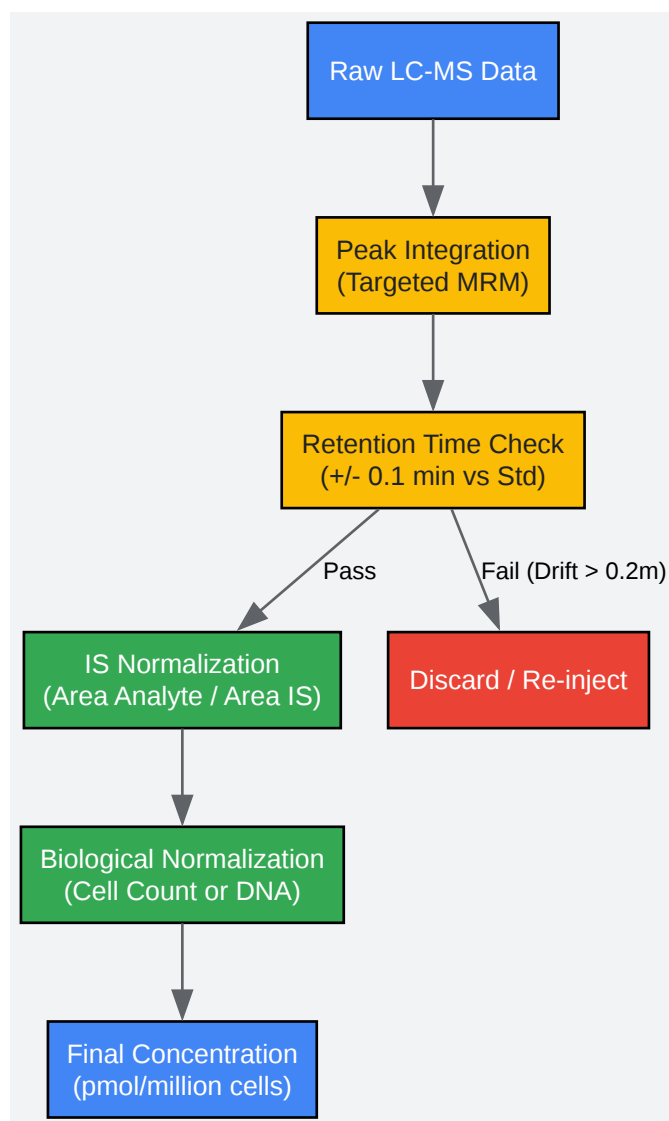 Raw LC-MS Data
Peak Integration
(Targeted MRM)
Retention Time Check
(+/- 0.1 min vs Std)
Pass
Fail (Drift > 0.2m)
IS Normalization
(Area Analyte / Area IS)
Discard / Re-inject
Biological Normalization
(Cell Count or DNA)
Final Concentration
(pmol/million cells)